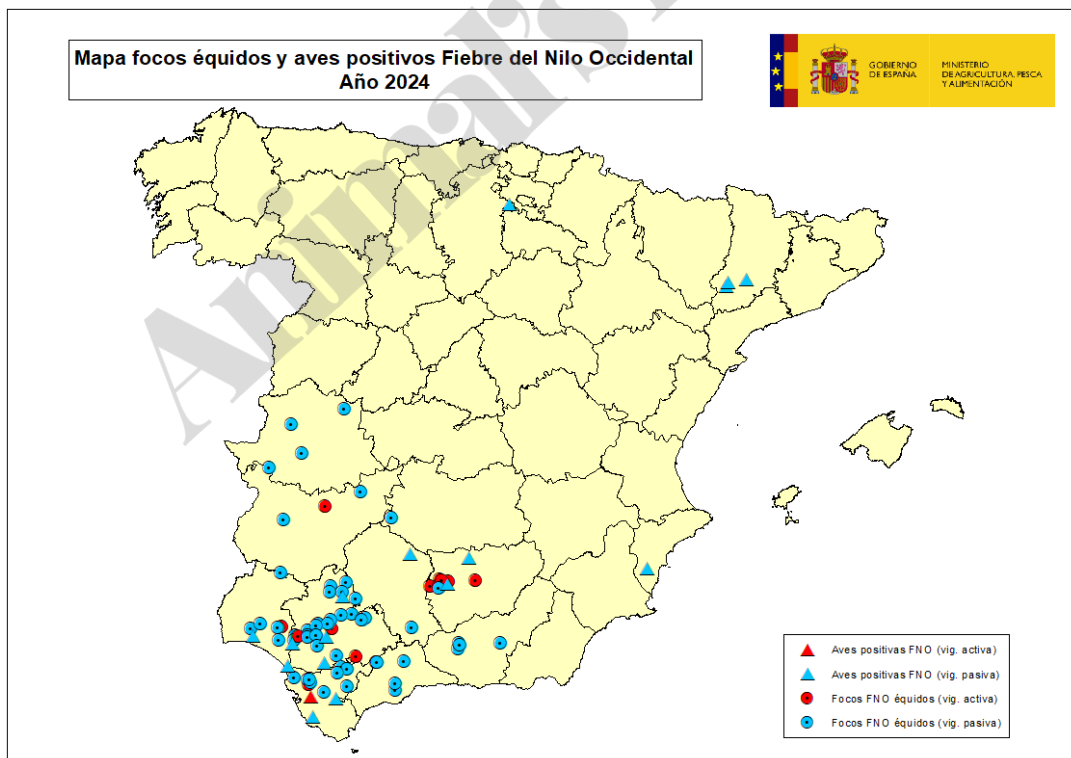 Mapa focos équidos y aves positivos Fiebre del Nilo Occidental
Año 2024
GOBIERNO
DE ESPAÑA
MINISTERIO
DE AGRICULTURA, PESCA
Y ALIMENTACIÓN
Animal's
Aves positivas FNO (vig. activa)
Aves positivas FNO (vig. pasiva)
Focos FNO équidos (vig. activa)
Focos FNO équidos (vig. pasiva)